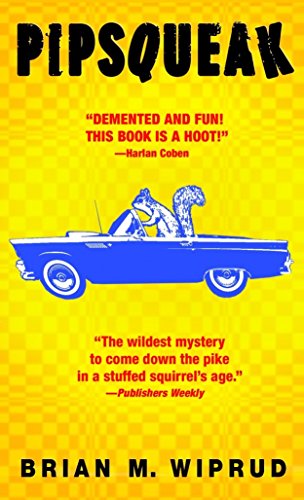 PIPSQUEAK
“DEMENTED AND FUN!
THIS BOOK IS A HOOT!”
—Harlan Coben
“The wildest mystery
to come down the pike
in a stuffed squirrel’s age.”
—Publishers Weekly
BRIAN M. WIPRUD